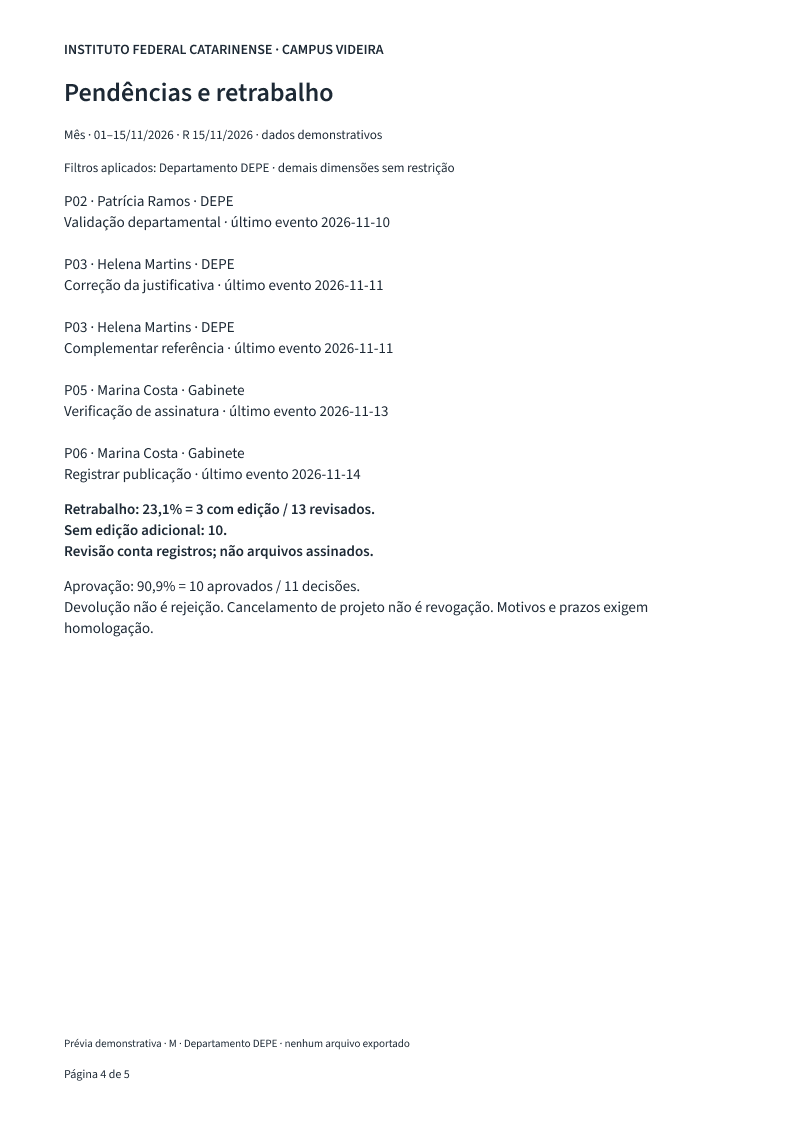 INSTITUTO FEDERAL CATARINENSE · CAMPUS VIDEIRA
Pendências e retrabalho
Mês · 01–15/11/2026 · R 15/11/2026 · dados demonstrativos
Filtros aplicados: Departamento DEPE · demais dimensões sem restrição
P02 · Patrícia Ramos · DEPE
Validação departamental · último evento 2026-11-10
P03 · Helena Martins · DEPE
Correção da justificativa · último evento 2026-11-11
P03 · Helena Martins · DEPE
Complementar referência · último evento 2026-11-11
P05 · Marina Costa · Gabinete
Verificação de assinatura · último evento 2026-11-13
P06 · Marina Costa · Gabinete
Registrar publicação · último evento 2026-11-14
Retrabalho: 23,1% = 3 com edição / 13 revisados.
Sem edição adicional: 10.
Revisão conta registros; não arquivos assinados.
Aprovação: 90,9% = 10 aprovados / 11 decisões.
Devolução não é rejeição. Cancelamento de projeto não é revogação. Motivos e prazos exigem
homologação.
Prévia demonstrativa · M · Departamento DEPE · nenhum arquivo exportado
Página 4 de 5